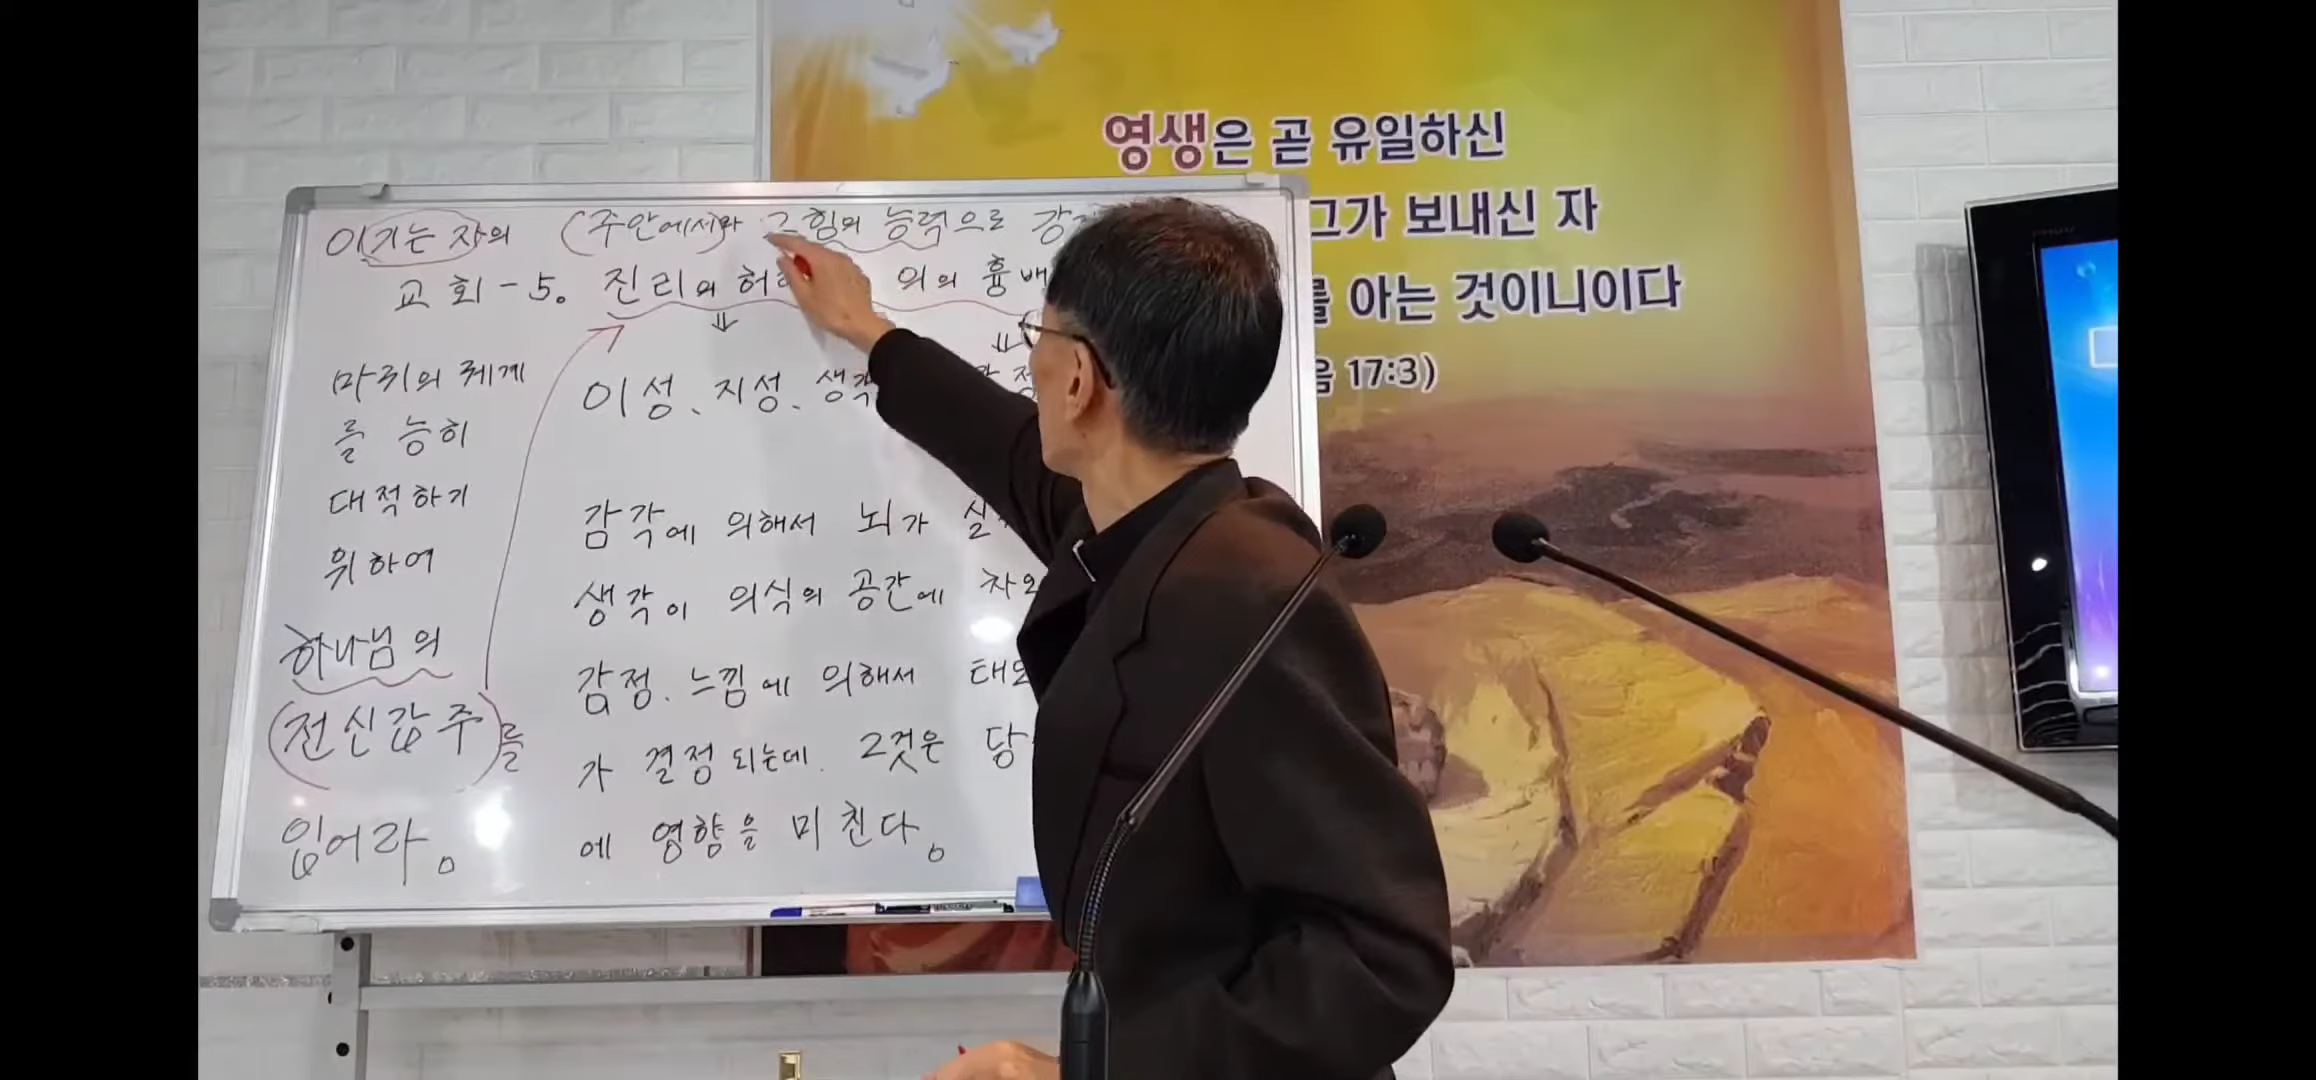 영생은 곧 유일하신
그가 보내신 자
를 아는 것이니이다
음 17:3)
이기는 자의 (주안에서)와 그 힘의 능력으로
교회-5. 진리의 의의 흉배
마귀의 궤계
를 능히
대적하기
위하여
하나님의
(전신갑주)를
입어라.
⇓ ⇓
이성、지성、생각
감각에 의해서 뇌가
생각이 의식의 공간에
감정、느낌에 의해서
가 결정되는데. 그것은
에 영향을 미친다.